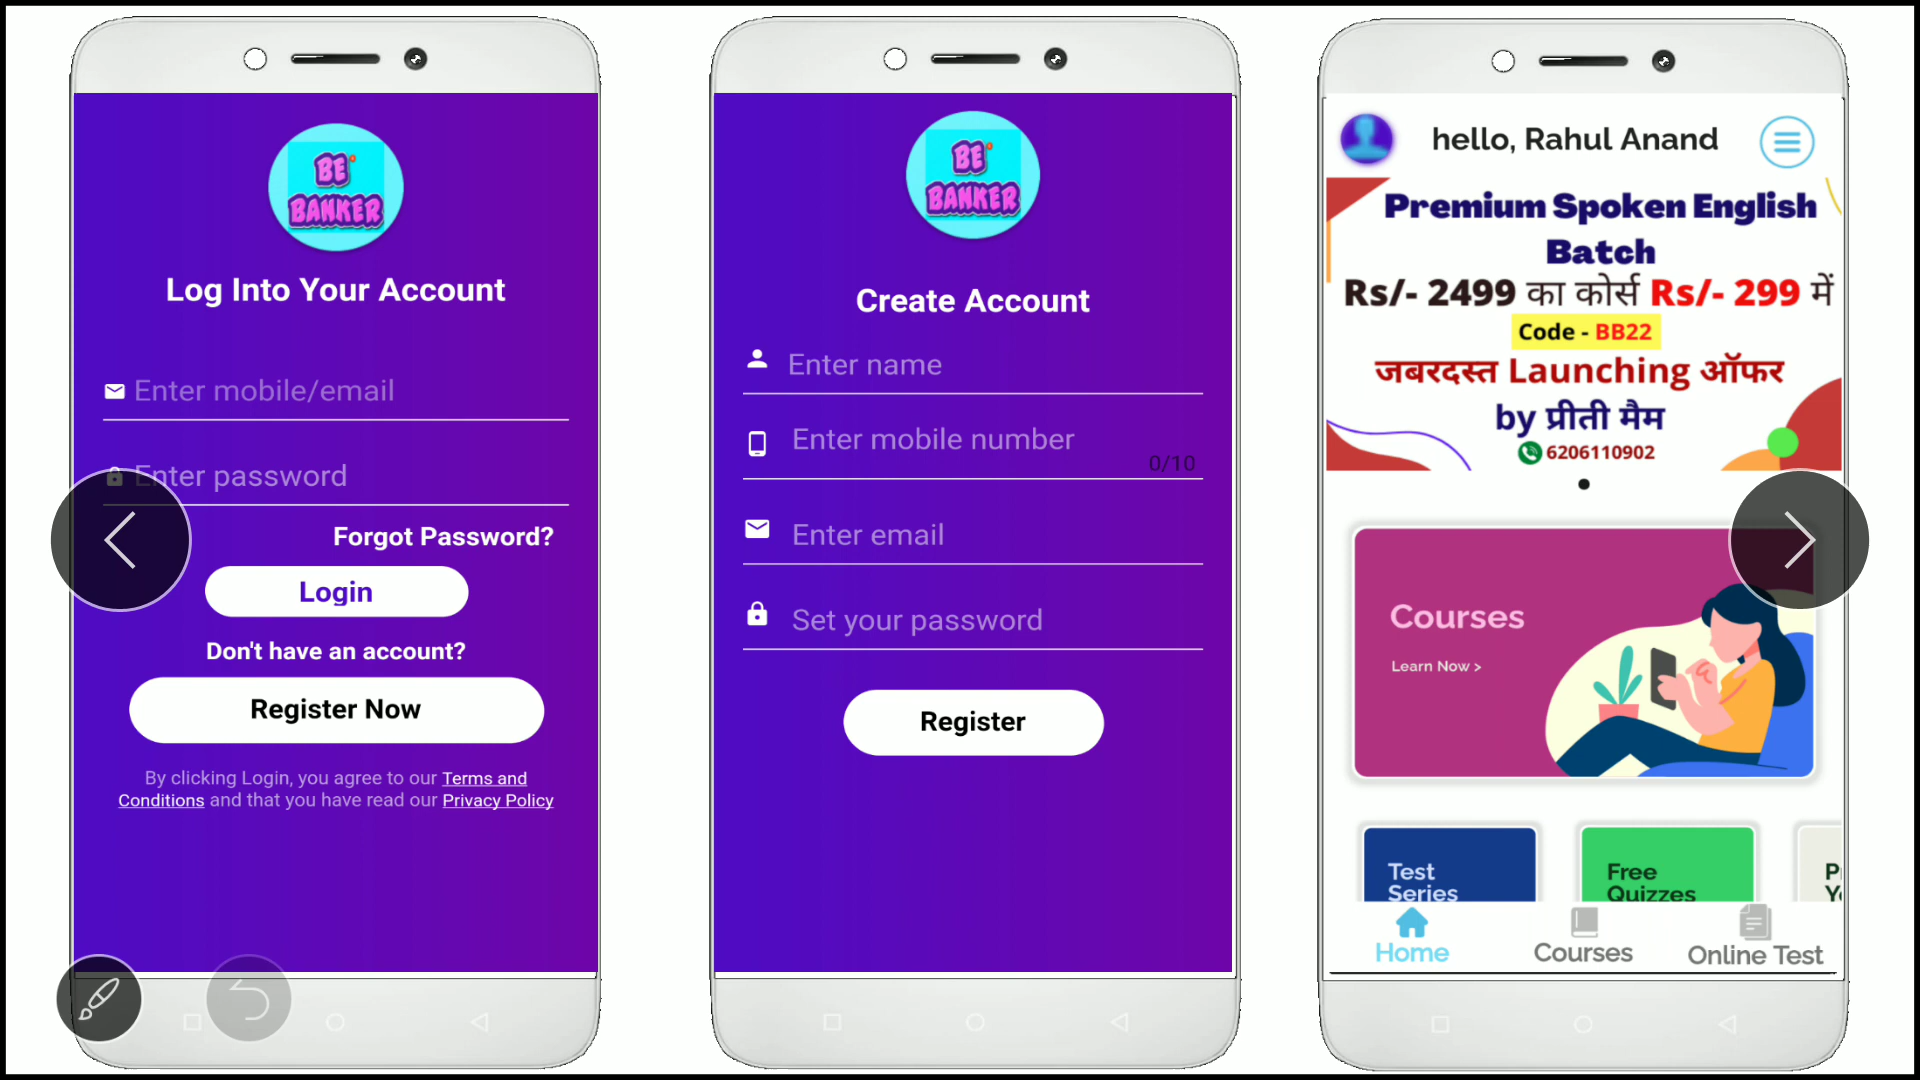 BE
BANKER
Log Into Your Account
Enter mobile/email
Enter password
Forgot Password?
Login
Don't have an account?
Register Now
By clicking Login, you agree to our Terms and
Conditions and that you have read our Privacy Policy
BE
BANKER
Create Account
Enter name
Enter mobile number
0/10
Enter email
Set your password
Register
hello, Rahul Anand
Premium Spoken English
Batch
Rs/- 2499 का कोर्स Rs/- 299 में
Code - BB22
जबरदस्त Launching ऑफर
by प्रीती मैम
6206110902
Courses
Learn Now >
Test
Series
Free
Quizzes
Home
Courses
Online Test